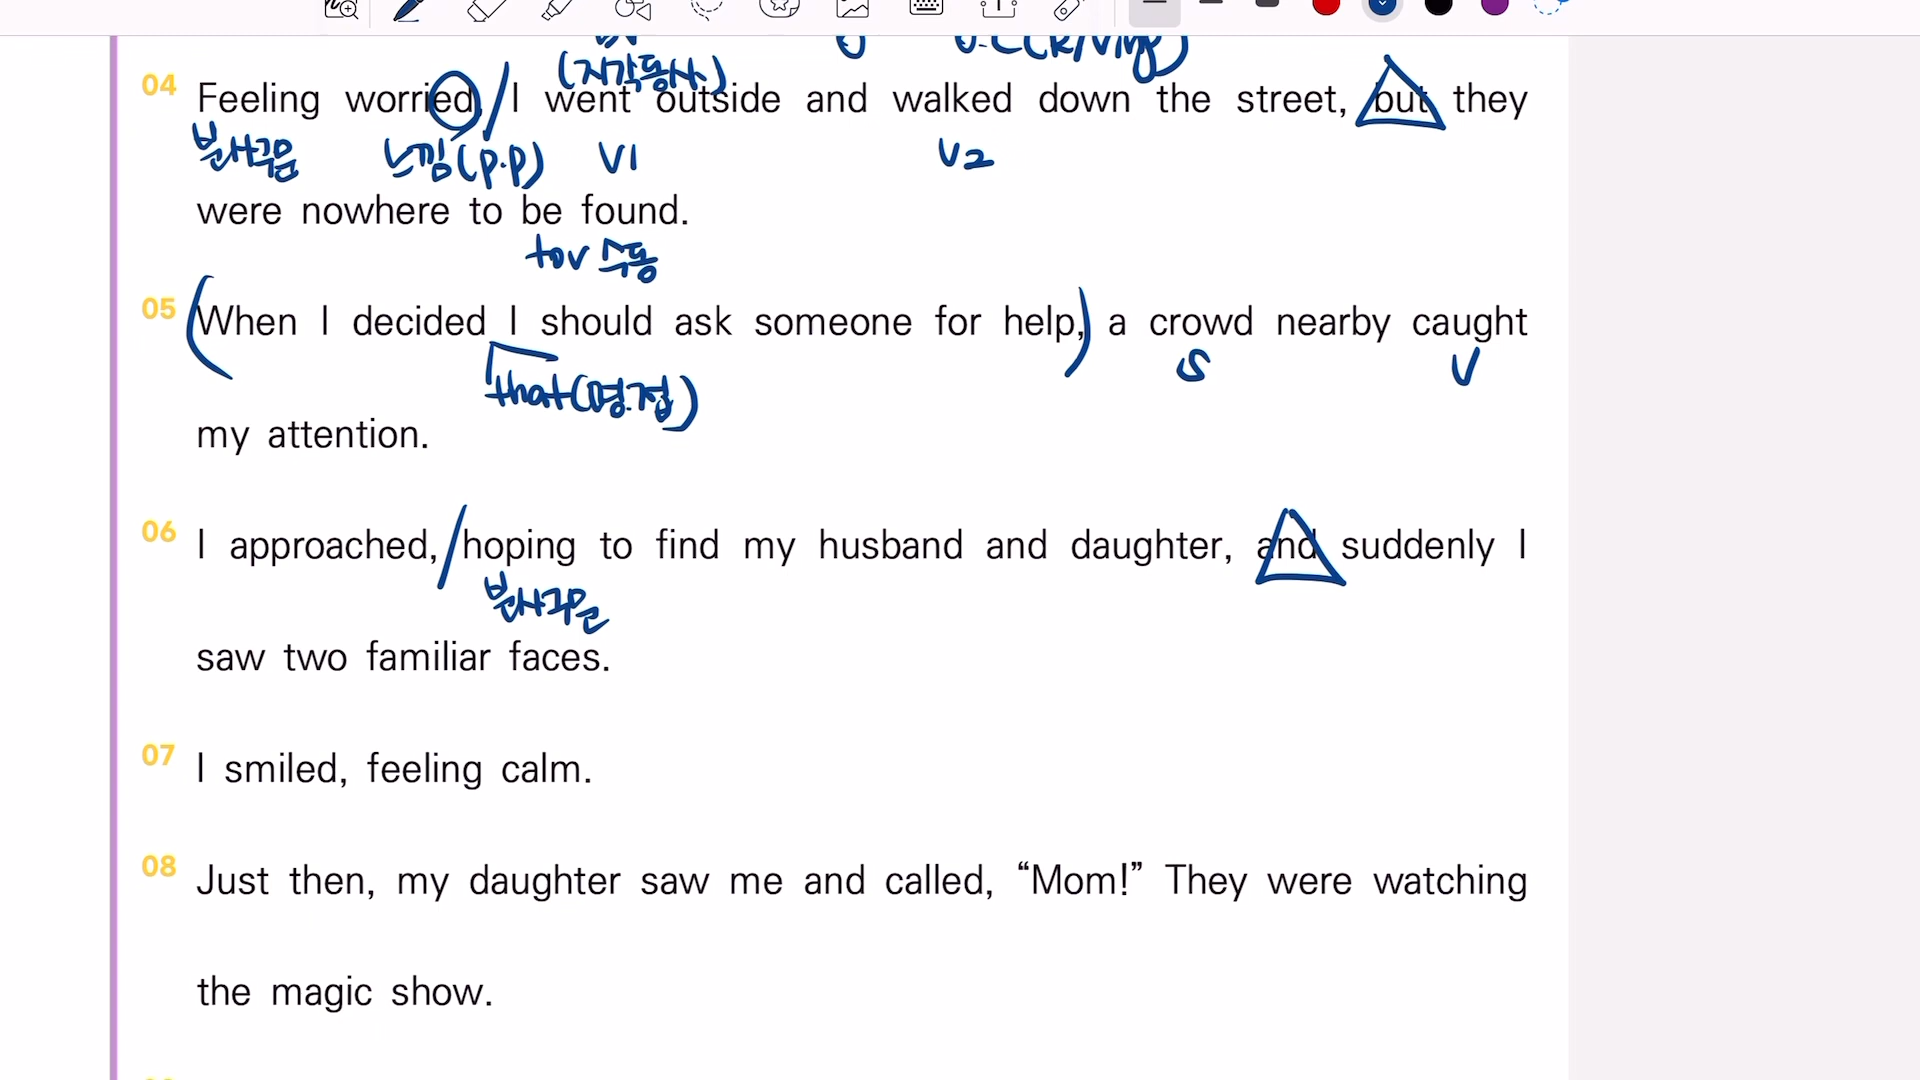 (지각동사)
04 Feeling worried, I went outside and walked down the street, but they
분사구문 느낌(p.p) V1 V2
were nowhere to be found.
toV 수동
05 When I decided I should ask someone for help, a crowd nearby caught
that(명.접) S V
my attention.
06 I approached, hoping to find my husband and daughter, and suddenly I
분사구문
saw two familiar faces.
07 I smiled, feeling calm.
08 Just then, my daughter saw me and called, “Mom!” They were watching
the magic show.